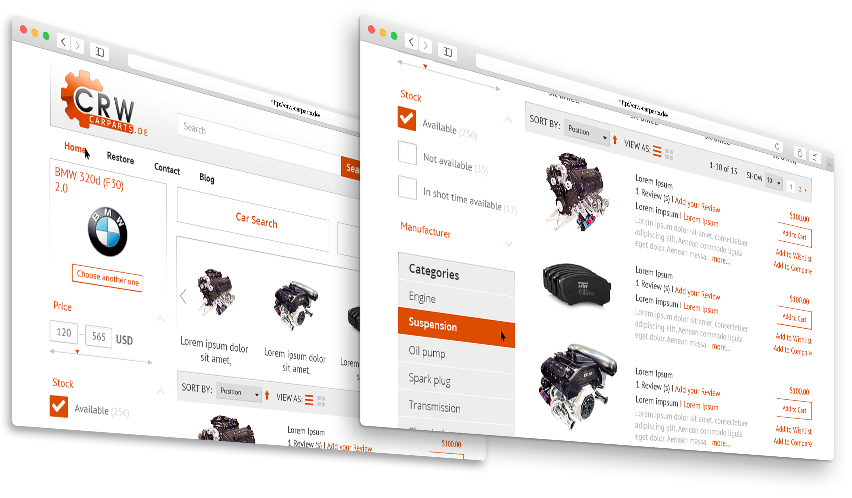 CRW
CARPARTS.DE
Search
Home
Restore
Contact
Blog
BMW 320d (F30)
2.0
BMW
Choose another one
Car Search
Price
120 - 565 USD
Lorem ipsum dolor
sit amet,
Lorem ipsum dolor
sit amet,
Stock
Available (256)
SORT BY: Position VIEW AS:
Lorem Ipsum
1 Review (s) I Add your Review
$100.00
Stock
Available (256)
Not available (35)
In shot time available (12)
Manufacturer
Categories
Engine
Suspension
Oil pump
Spark plug
Transmission
SORT BY: Position VIEW AS:
1-10 of 15 SHOW 10 1 2
Lorem Ipsum
1 Review (s) I Add your Review
Lorem impsum I Lorem Ipsum
Lorem ipsum dolor sit amet, consectetuer
adipiscing elit. Aenean commodo ligula
eget dolor. Aenean massa. more...
$100.00
Add to Cart
Add to Wishlist
Add to Compare
Lorem Ipsum
1 Review (s) I Add your Review
Lorem impsum I Lorem Ipsum
Lorem ipsum dolor sit amet, consectetuer
adipiscing elit. Aenean commodo ligula
eget dolor. Aenean massa. more...
$100.00
Add to Cart
Add to Wishlist
Add to Compare
Lorem Ipsum
1 Review (s) I Add your Review
Lorem impsum I Lorem Ipsum
Lorem ipsum dolor sit amet, consectetuer
adipiscing elit. Aenean commodo ligula
eget dolor. Aenean massa. more...
$100.00
Add to Cart
Add to Wishlist
Add to Compare